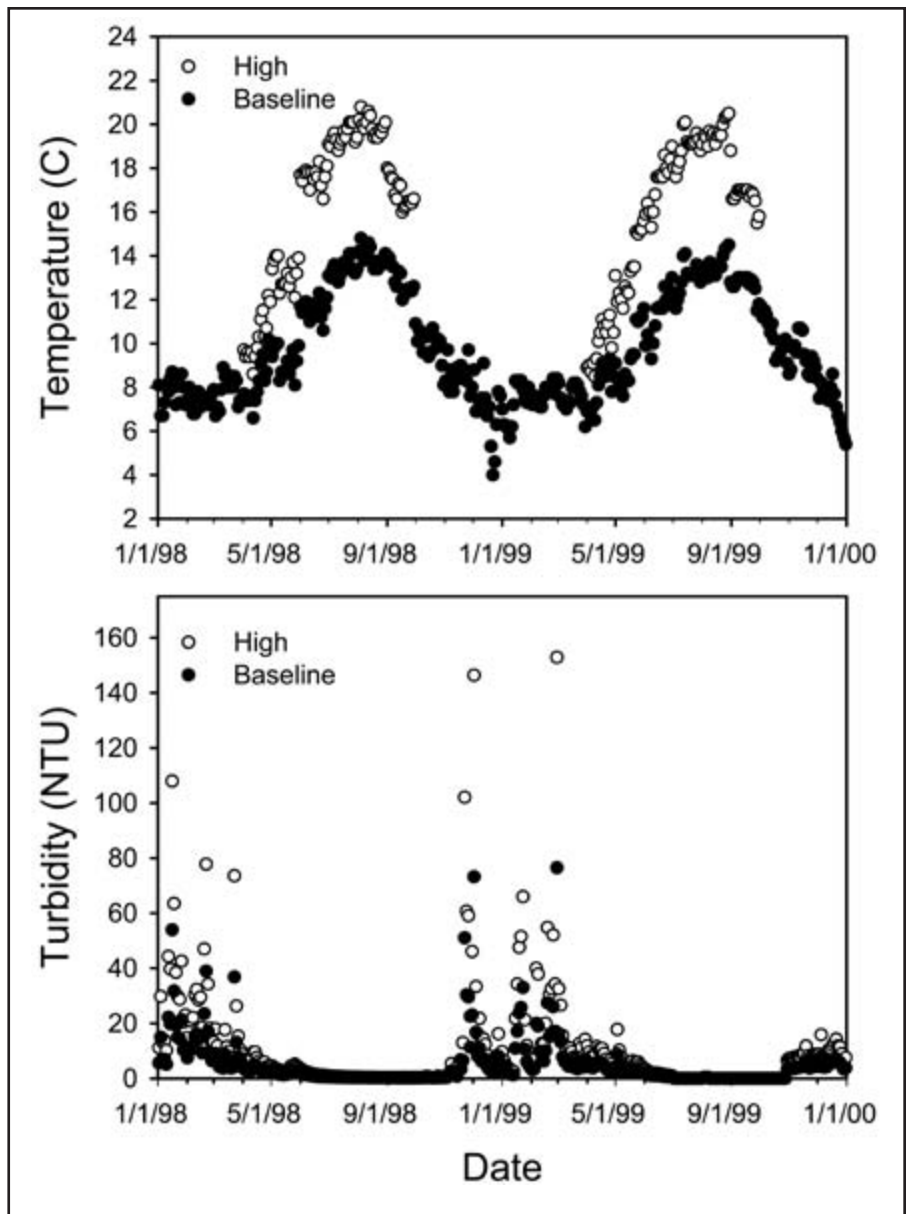 24
22
20
18
16
14
12
10
8
6
4
2
Temperature (C)
High
Baseline
1/1/98 5/1/98 9/1/98 1/1/99 5/1/99 9/1/99 1/1/00
160
140
120
100
80
60
40
20
0
Turbidity (NTU)
High
Baseline
1/1/98 5/1/98 9/1/98 1/1/99 5/1/99 9/1/99 1/1/00
Date